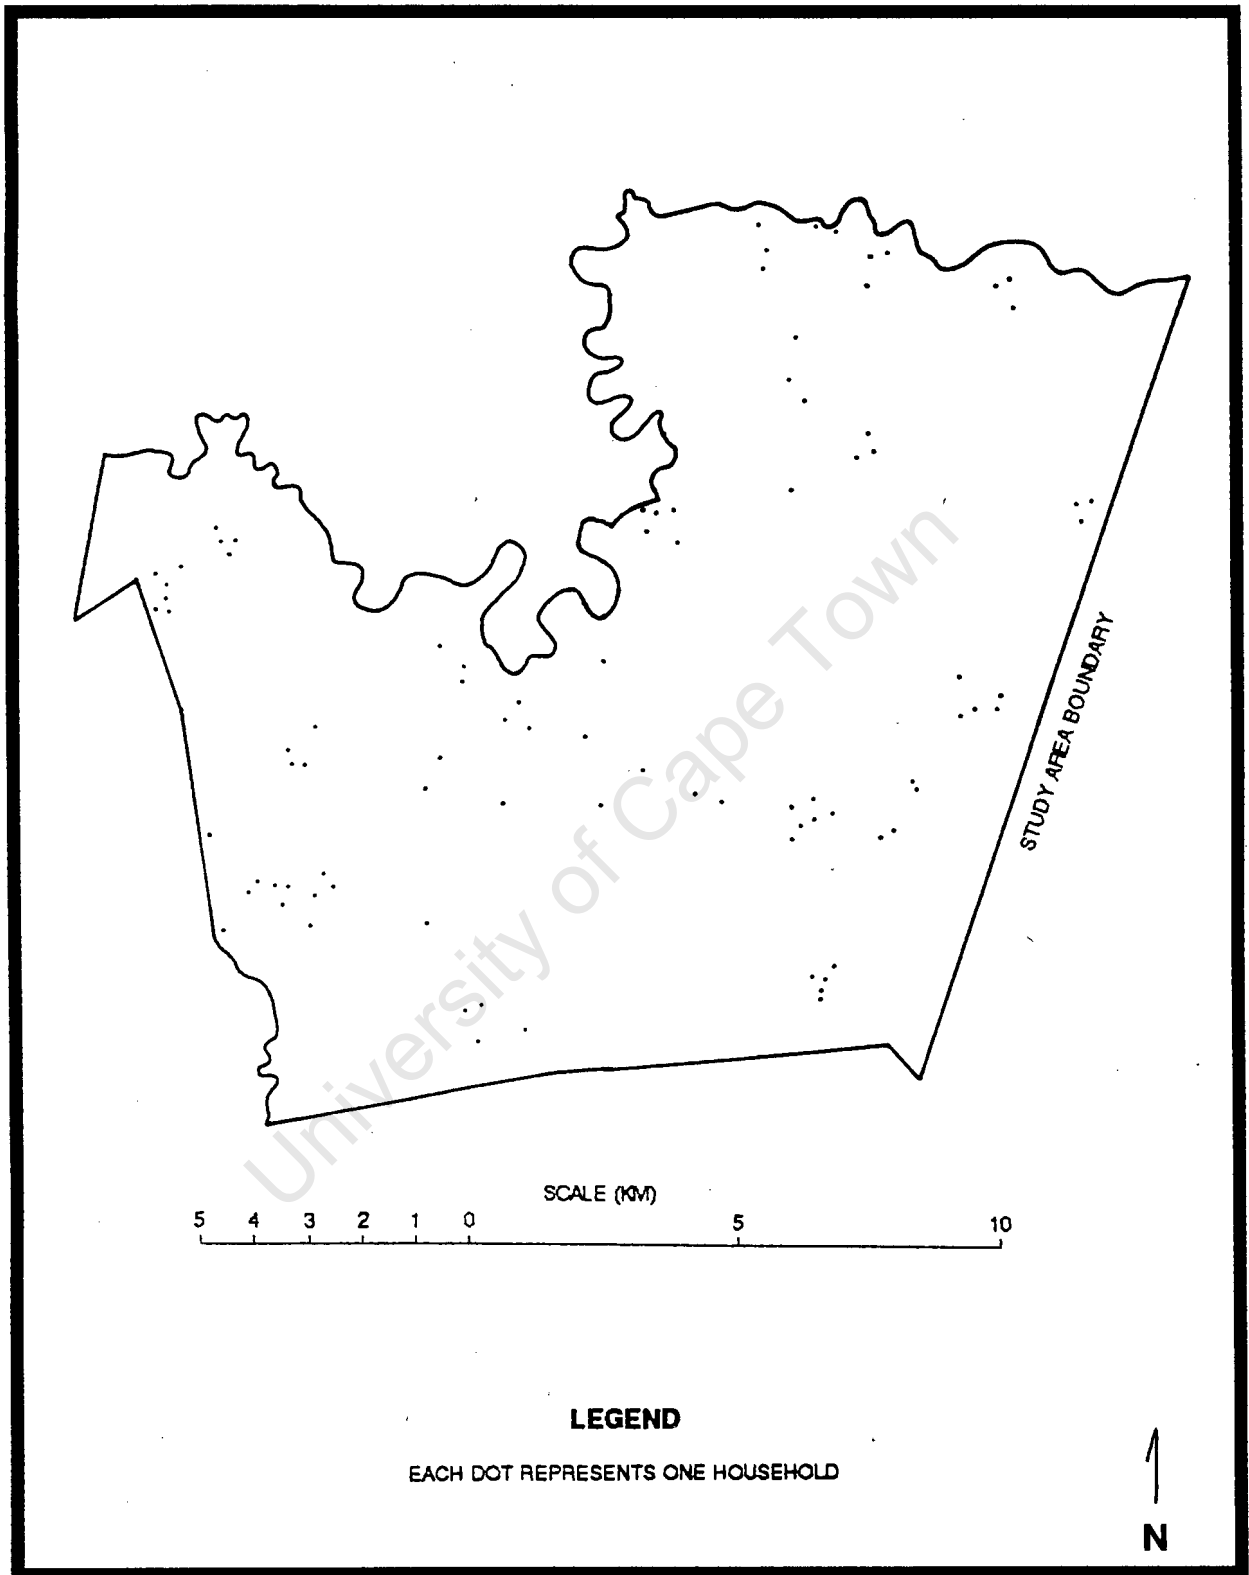 University of Cape Town
STUDY AREA BOUNDARY
SCALE (KM)
5 4 3 2 1 0 5 10
LEGEND
EACH DOT REPRESENTS ONE HOUSEHOLD
N